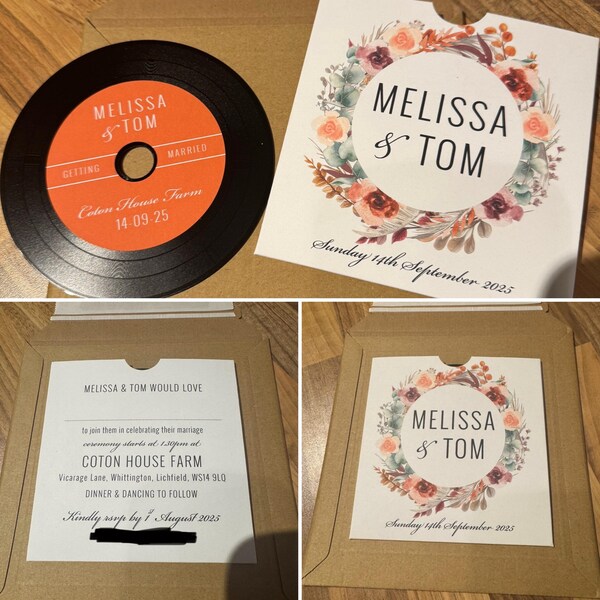 MELISSA
& TOM
GETTING MARRIED
Coton House Farm
14-09-25
MELISSA
& TOM
Sunday 14th September 2025
MELISSA & TOM WOULD LOVE
to join them in celebrating their marriage
ceremony starts at 1:30pm at
COTON HOUSE FARM
Vicarage Lane, Whittington, Lichfield, WS14 9LQ
DINNER & DANCING TO FOLLOW
Kindly rsvp by 1st August 2025
MELISSA
& TOM
Sunday 14th September 2025